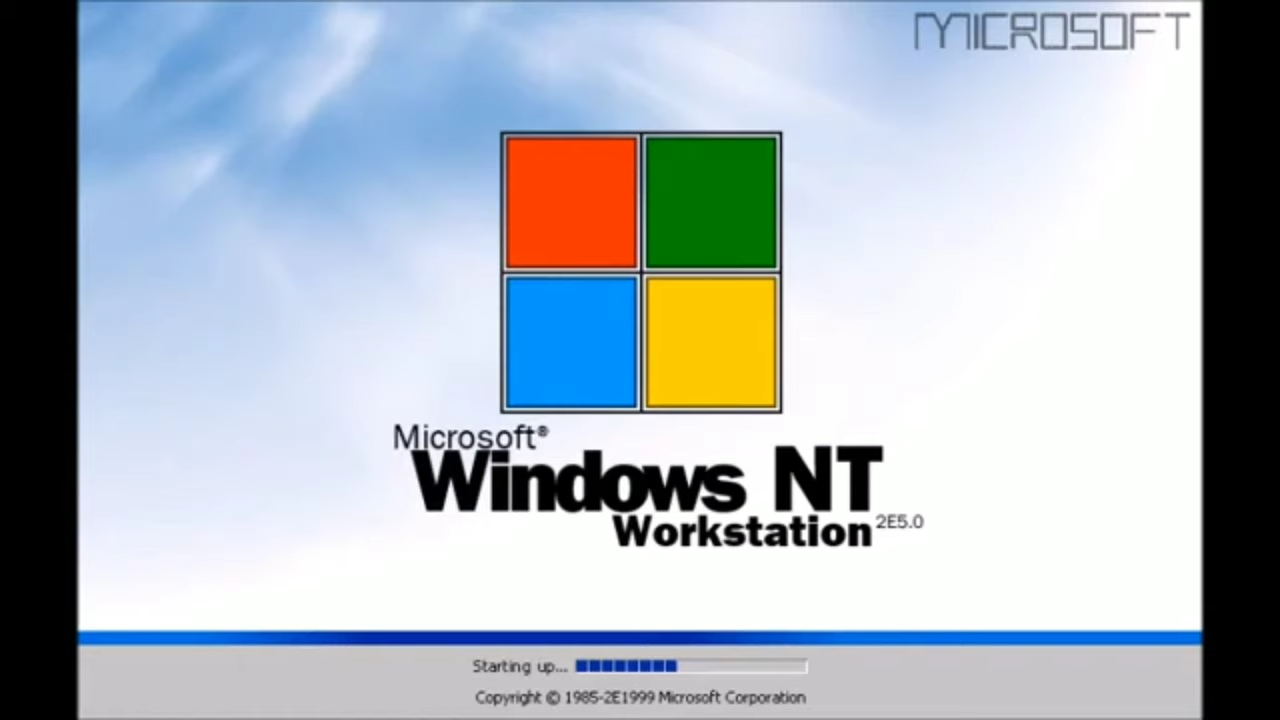 MICROSOFT
Microsoft®
Windows NT
Workstation 2E5.0
Starting up...
Copyright © 1985-2E1999 Microsoft Corporation